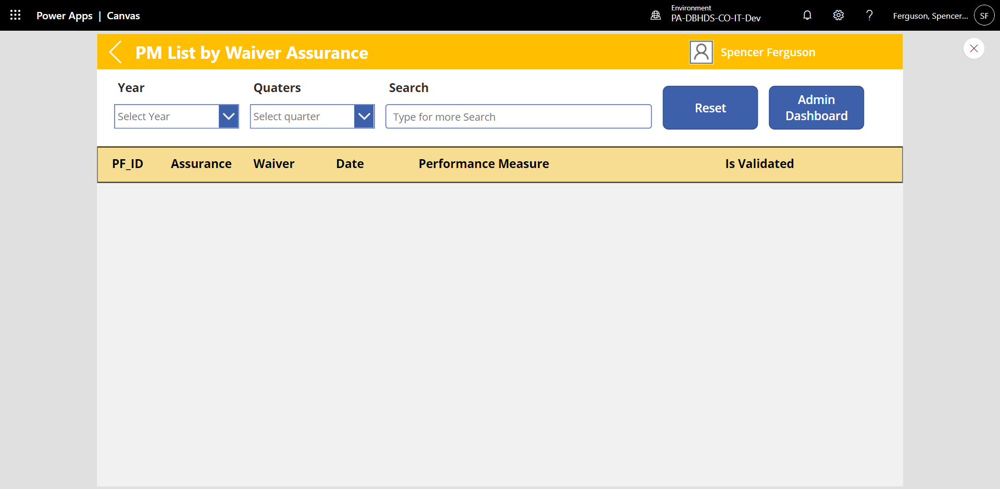 Power Apps | Canvas
Environment
PA-DBHDS-CO-IT-Dev
Ferguson, Spencer...
SF
PM List by Waiver Assurance
Spencer Ferguson
Year
Quaters
Search
Select Year
Select quarter
Type for more Search
Reset
Admin
Dashboard
PF_ID
Assurance
Waiver
Date
Performance Measure
Is Validated